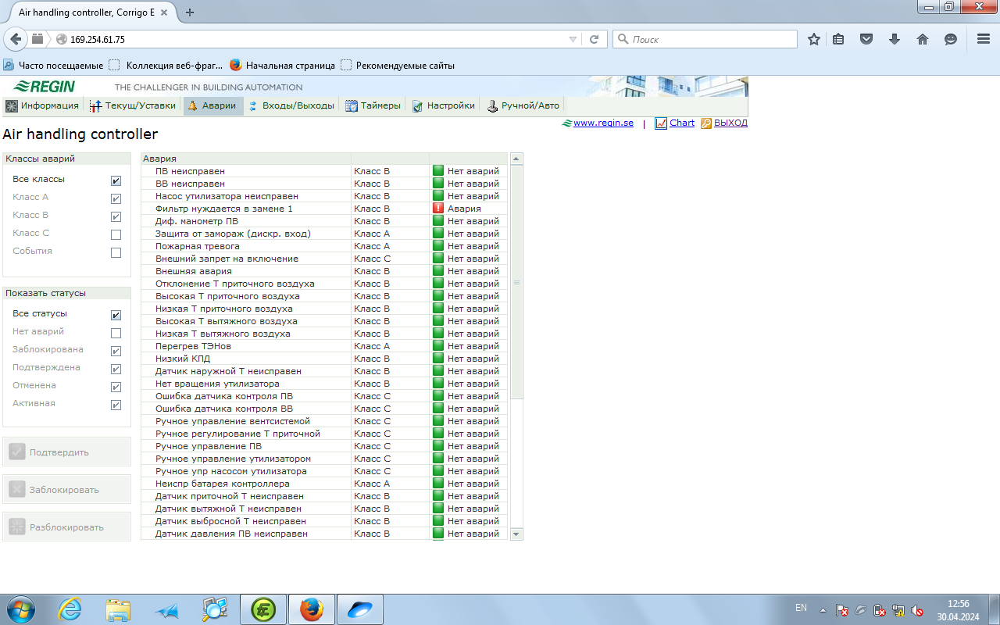 Air handling controller, Corrigo E
169.254.61.75
Поиск
Часто посещаемые Коллекция веб-фраг... Начальная страница Рекомендуемые сайты
REGIN THE CHALLENGER IN BUILDING AUTOMATION
Информация Текущ/Уставки Аварии Входы/Выходы Таймеры Настройки Ручной/Авто
www.regin.se | Chart ВЫХОД
Air handling controller
Классы аварий
Все классы
Класс A
Класс B
Класс C
События
Показать статусы
Все статусы
Нет аварий
Заблокирована
Подтверждена
Отменена
Активная
Подтвердить
Заблокировать
Разблокировать
Авария
ПВ неисправен Класс B Нет аварий
ВВ неисправен Класс B Нет аварий
Насос утилизатора неисправен Класс B Нет аварий
Фильтр нуждается в замене 1 Класс B Авария
Диф. манометр ПВ Класс B Нет аварий
Защита от замораж (дискр. вход) Класс A Нет аварий
Пожарная тревога Класс A Нет аварий
Внешний запрет на включение Класс C Нет аварий
Внешняя авария Класс B Нет аварий
Отклонение Т приточного воздуха Класс B Нет аварий
Высокая Т приточного воздуха Класс B Нет аварий
Низкая Т приточного воздуха Класс B Нет аварий
Высокая Т вытяжного воздуха Класс B Нет аварий
Низкая Т вытяжного воздуха Класс B Нет аварий
Перегрев ТЭНов Класс A Нет аварий
Низкий КПД Класс B Нет аварий
Датчик наружной Т неисправен Класс B Нет аварий
Нет вращения утилизатора Класс B Нет аварий
Ошибка датчика контроля ПВ Класс C Нет аварий
Ошибка датчика контроля ВВ Класс C Нет аварий
Ручное управление вентсистемой Класс C Нет аварий
Ручное регулирование Т приточной Класс C Нет аварий
Ручное управление ПВ Класс C Нет аварий
Ручное управление утилизатором Класс C Нет аварий
Ручное упр насосом утилизатора Класс C Нет аварий
Неиспр батарея контроллера Класс A Нет аварий
Датчик приточной Т неисправен Класс B Нет аварий
Датчик вытяжной Т неисправен Класс B Нет аварий
Датчик выбросной Т неисправен Класс B Нет аварий
Датчик давления ПВ неисправен Класс B Нет аварий
EN
12:56
30.04.2024